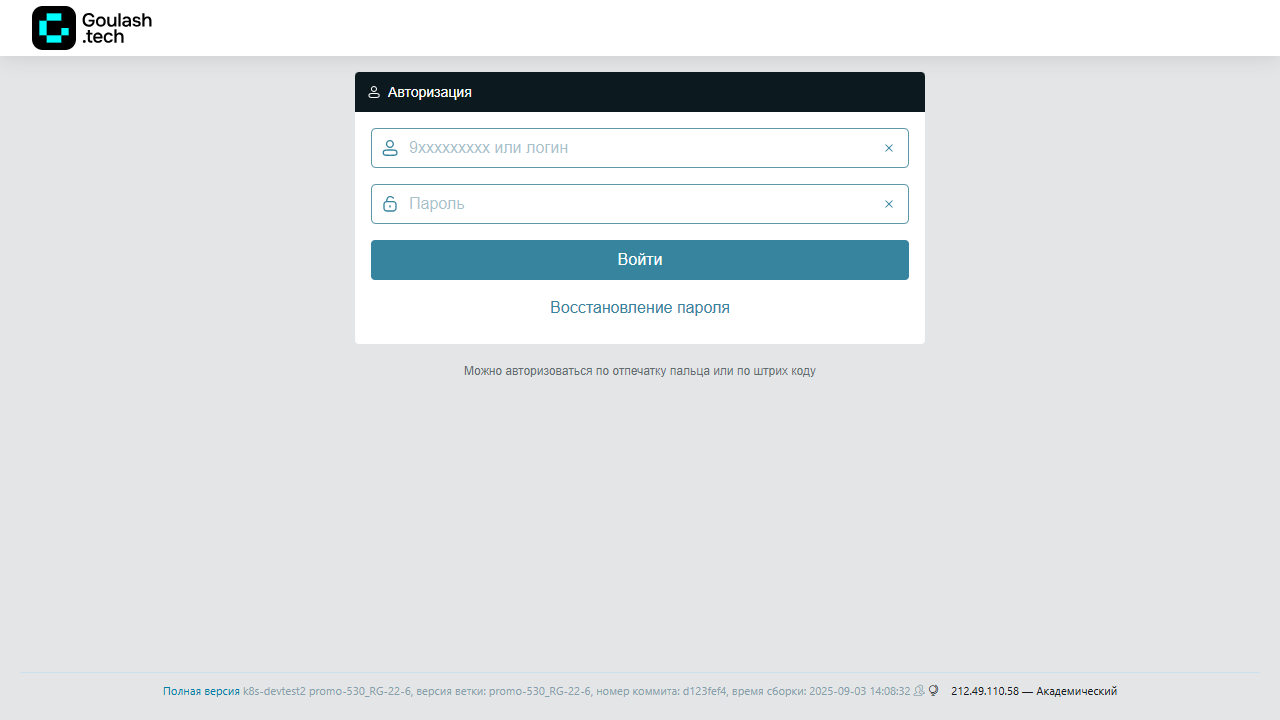 Goulash
.tech
Авторизация
9xxxxxxxxx или логин
Пароль
Войти
Восстановление пароля
Можно авторизоваться по отпечатку пальца или по штрих коду
Полная версия k8s-devtest2 promo-530_RG-22-6, версия ветки: promo-530_RG-22-6, номер коммита: d123fef4, время сборки: 2025-09-03 14:08:32 212.49.110.58 — Академический